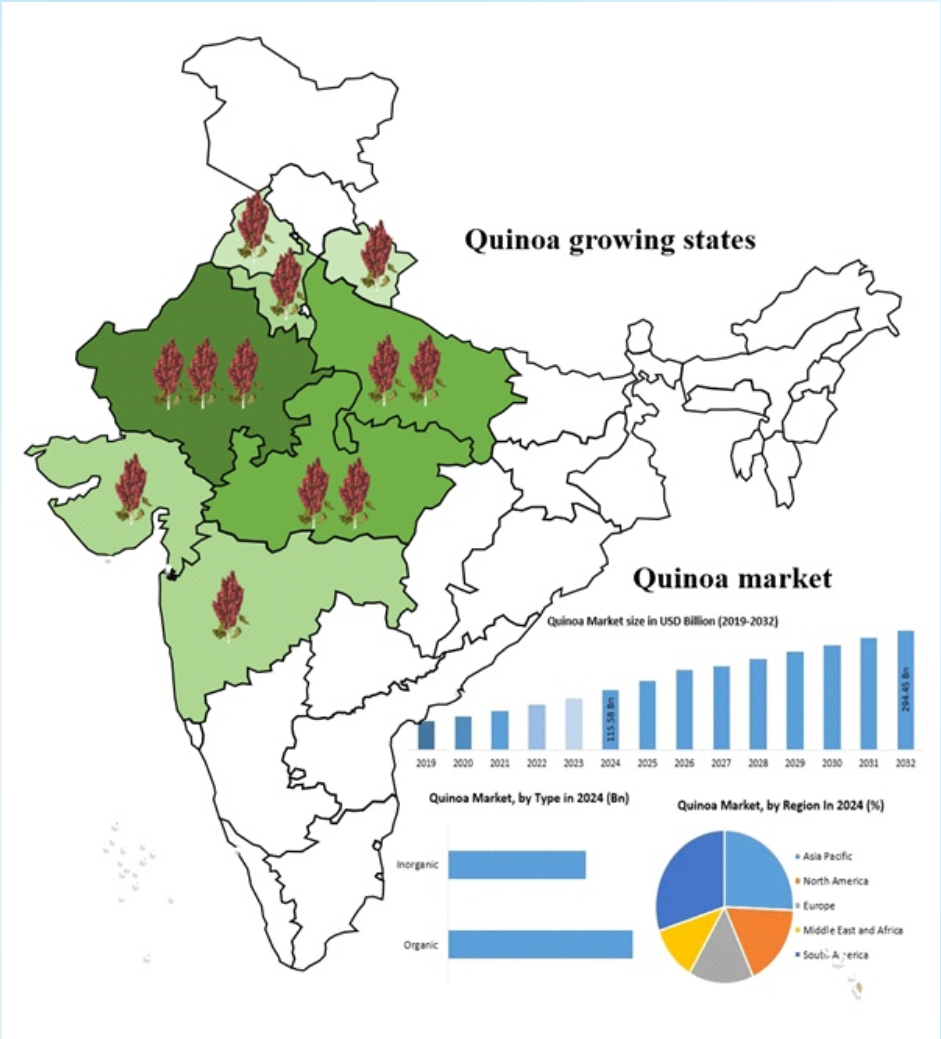 Quinoa growing states
Quinoa market
Quinoa Market size in USD Billion (2019-2032)
115.58 Bn
294.45 Bn
2019 2020 2021 2022 2023 2024 2025 2026 2027 2028 2029 2030 2031 2032
Quinoa Market, by Type in 2024 (Bn)
Inorganic
Organic
Quinoa Market, by Region In 2024 (%)
Asia Pacific
North America
Europe
Middle East and Africa
South America